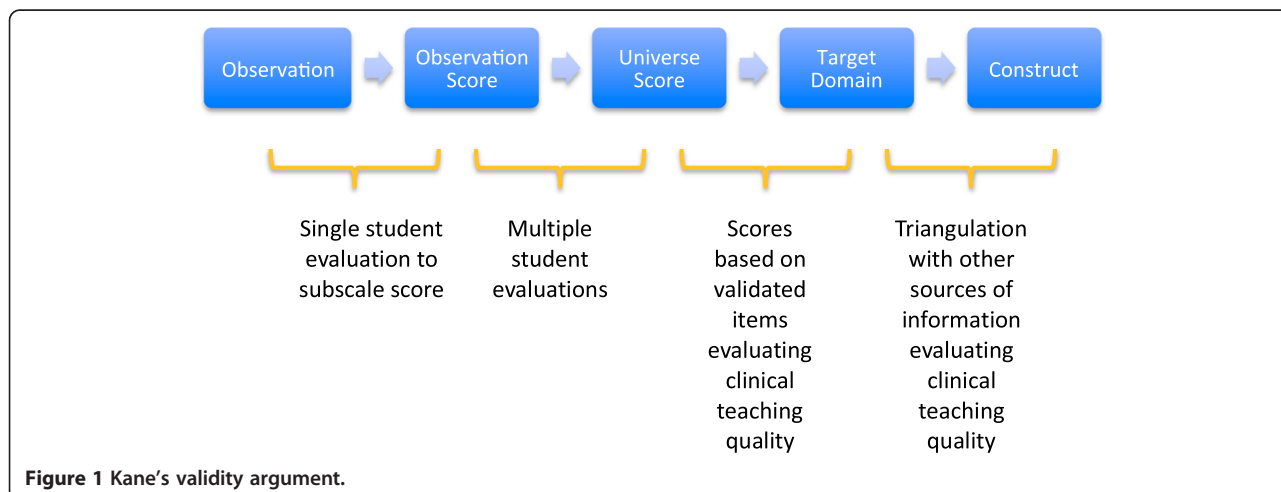 Observation
Observation
Score
Universe
Score
Target
Domain
Construct
Single student
evaluation to
subscale score
Multiple
student
evaluations
Scores
based on
validated
items
evaluating
clinical
teaching
quality
Triangulation
with other
sources of
information
evaluating
clinical
teaching
quality
Figure 1 Kane’s validity argument.